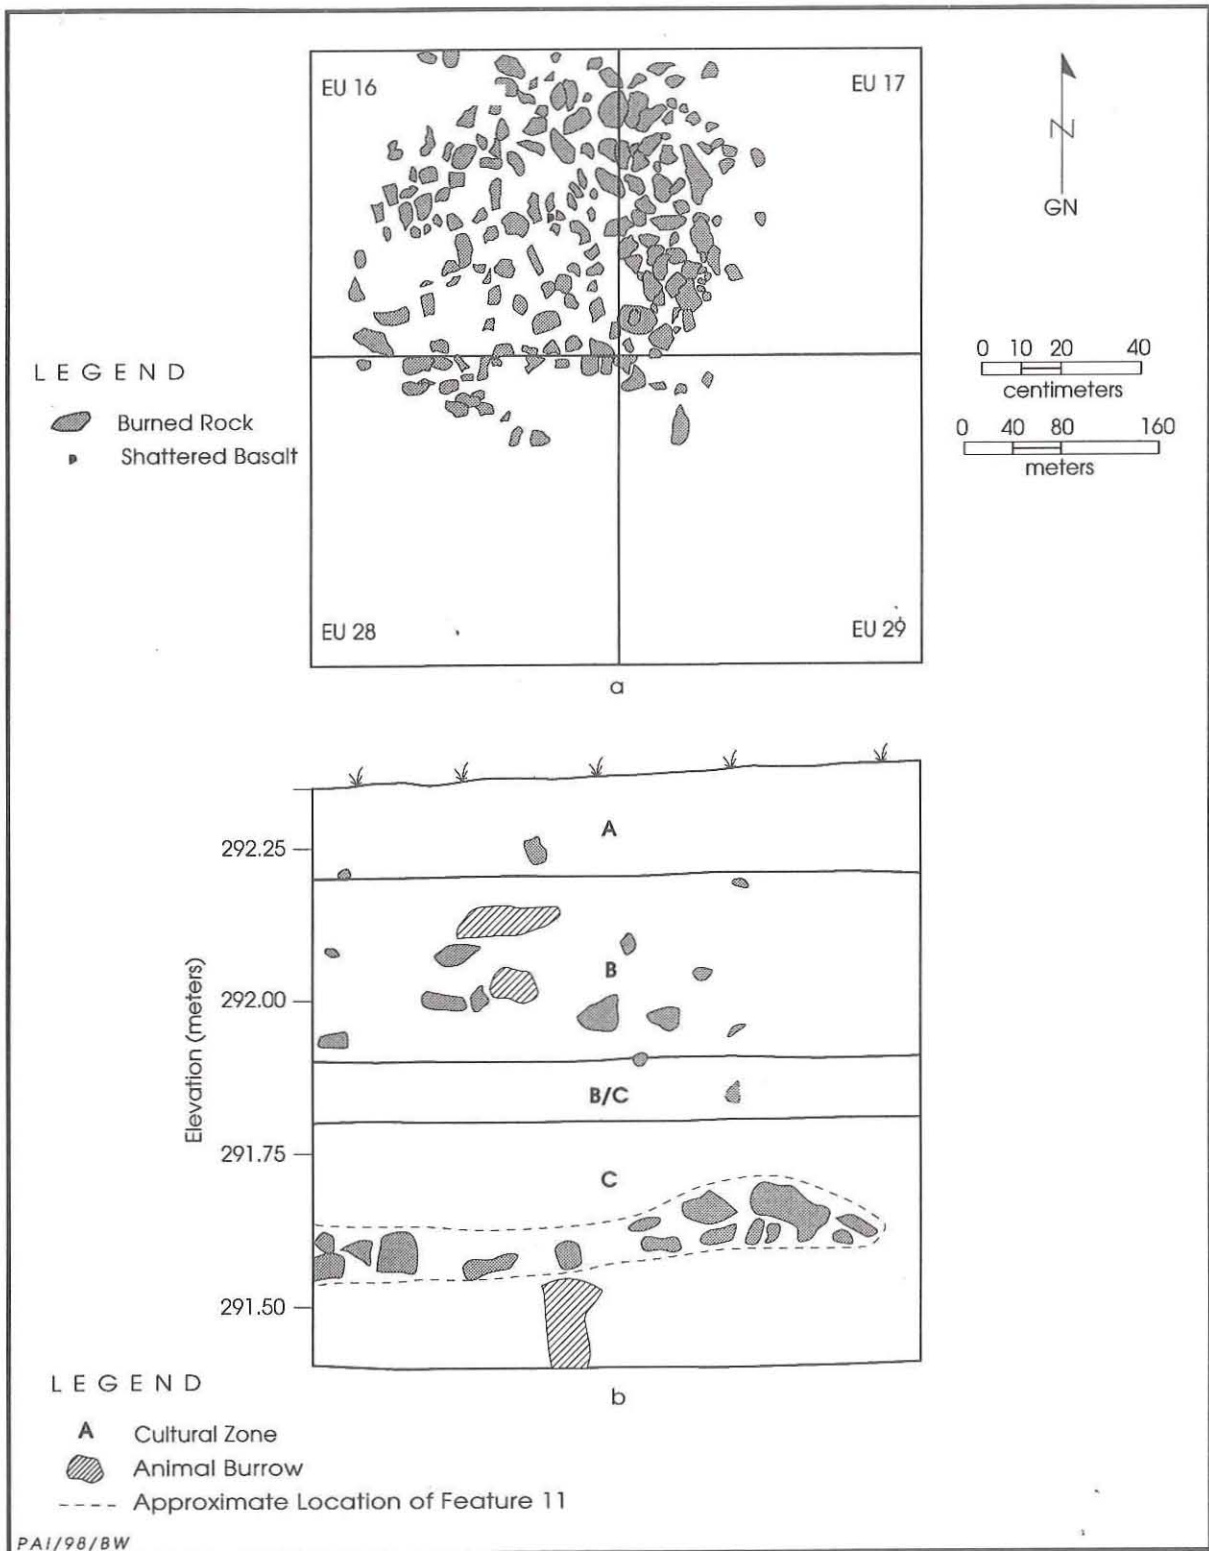 EU 16
EU 17
N
GN
LEGEND
Burned Rock
Shattered Basalt
0 10 20 40
centimeters
0 40 80 160
meters
EU 28
EU 29
a
A
292.25
B
292.00
Elevation (meters)
B/C
291.75
C
291.50
b
LEGEND
A Cultural Zone
Animal Burrow
Approximate Location of Feature 11
PAI/98/BW